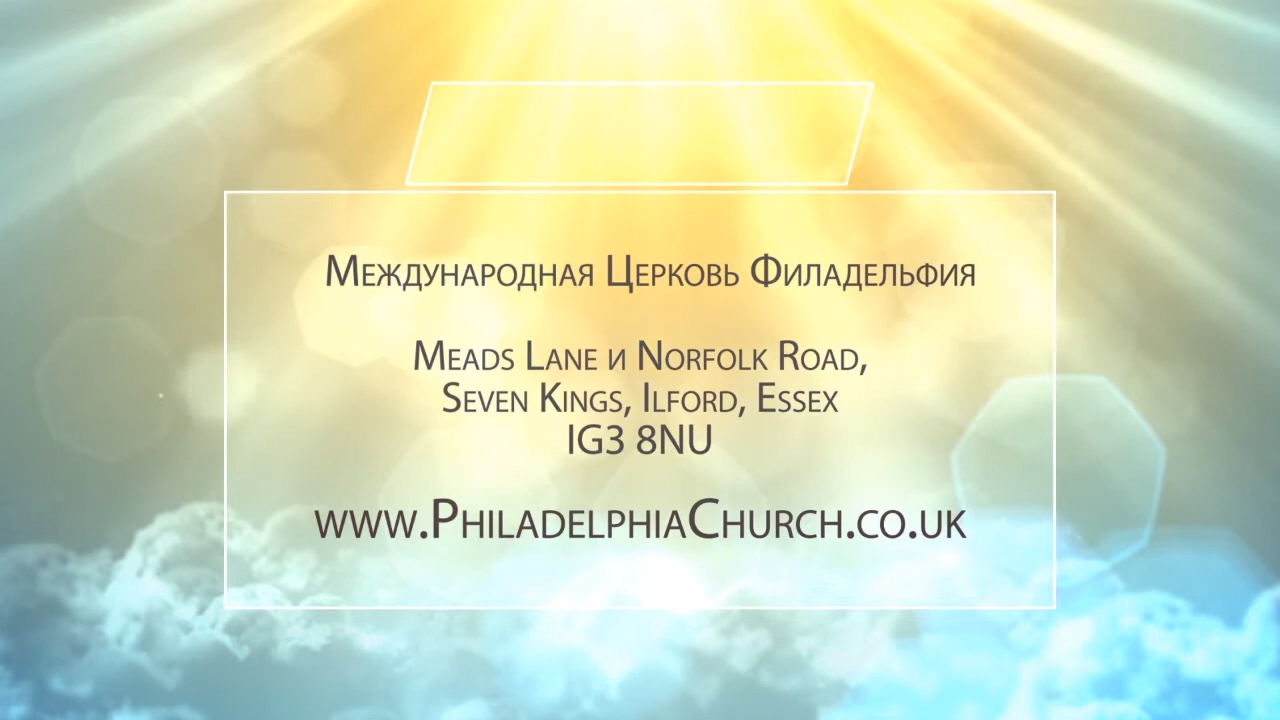 Международная Церковь Филадельфия
Meads Lane и Norfolk Road,
Seven Kings, Ilford, Essex
IG3 8NU
www.PhiladelphiaChurch.co.uk